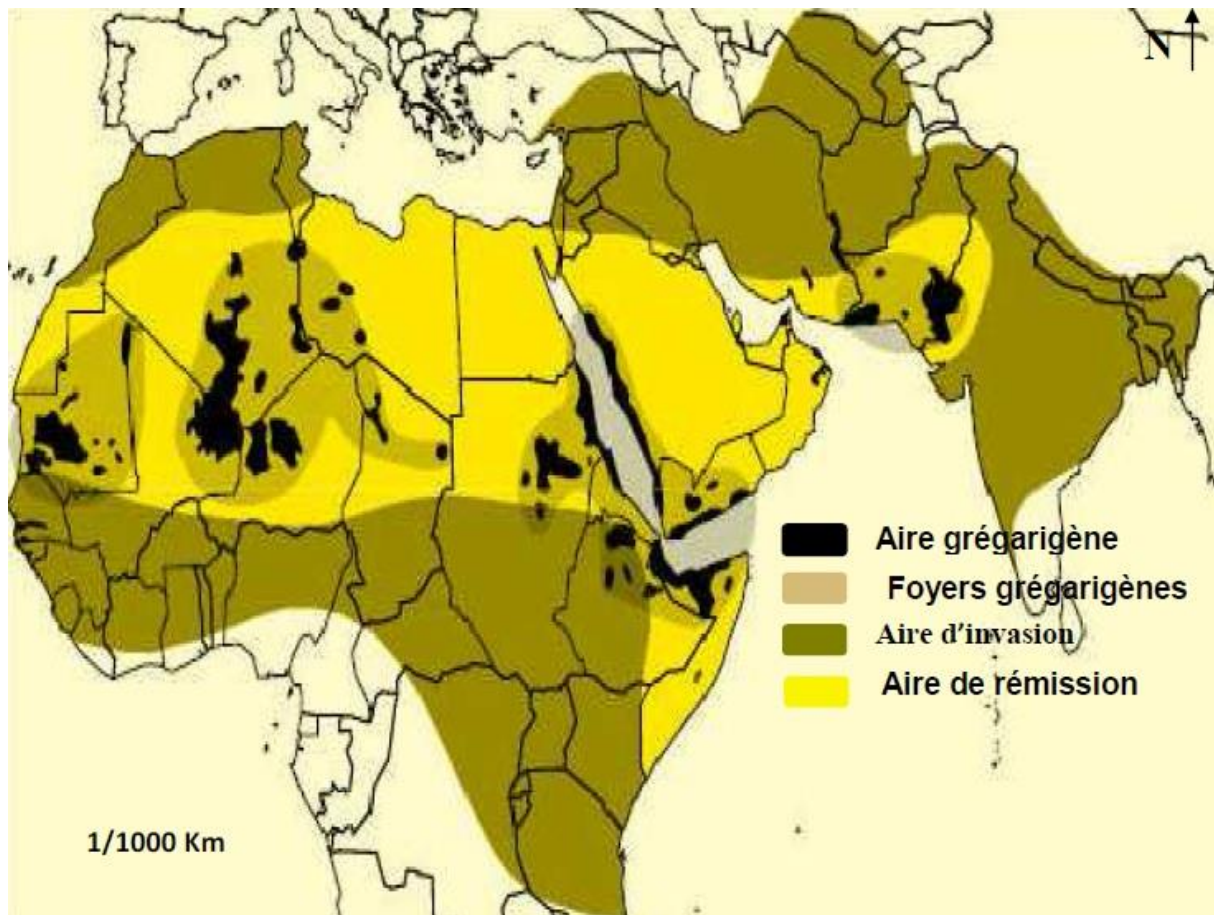 N
Aire grégarigène
Foyers grégarigènes
Aire d'invasion
Aire de rémission
1/1000 Km